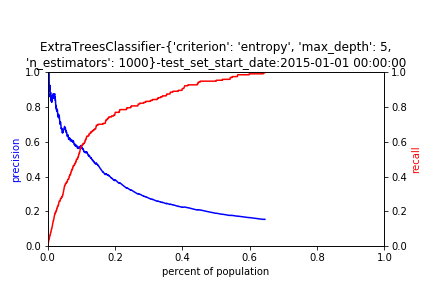 ExtraTreesClassifier-{'criterion': 'entropy', 'max_depth': 5,
'n_estimators': 1000}-test_set_start_date:2015-01-01 00:00:00
1.0
0.8
0.6
0.4
0.2
0.0
precision
1.0
0.8
0.6
0.4
0.2
0.0
recall
0.0 0.2 0.4 0.6 0.8 1.0
percent of population